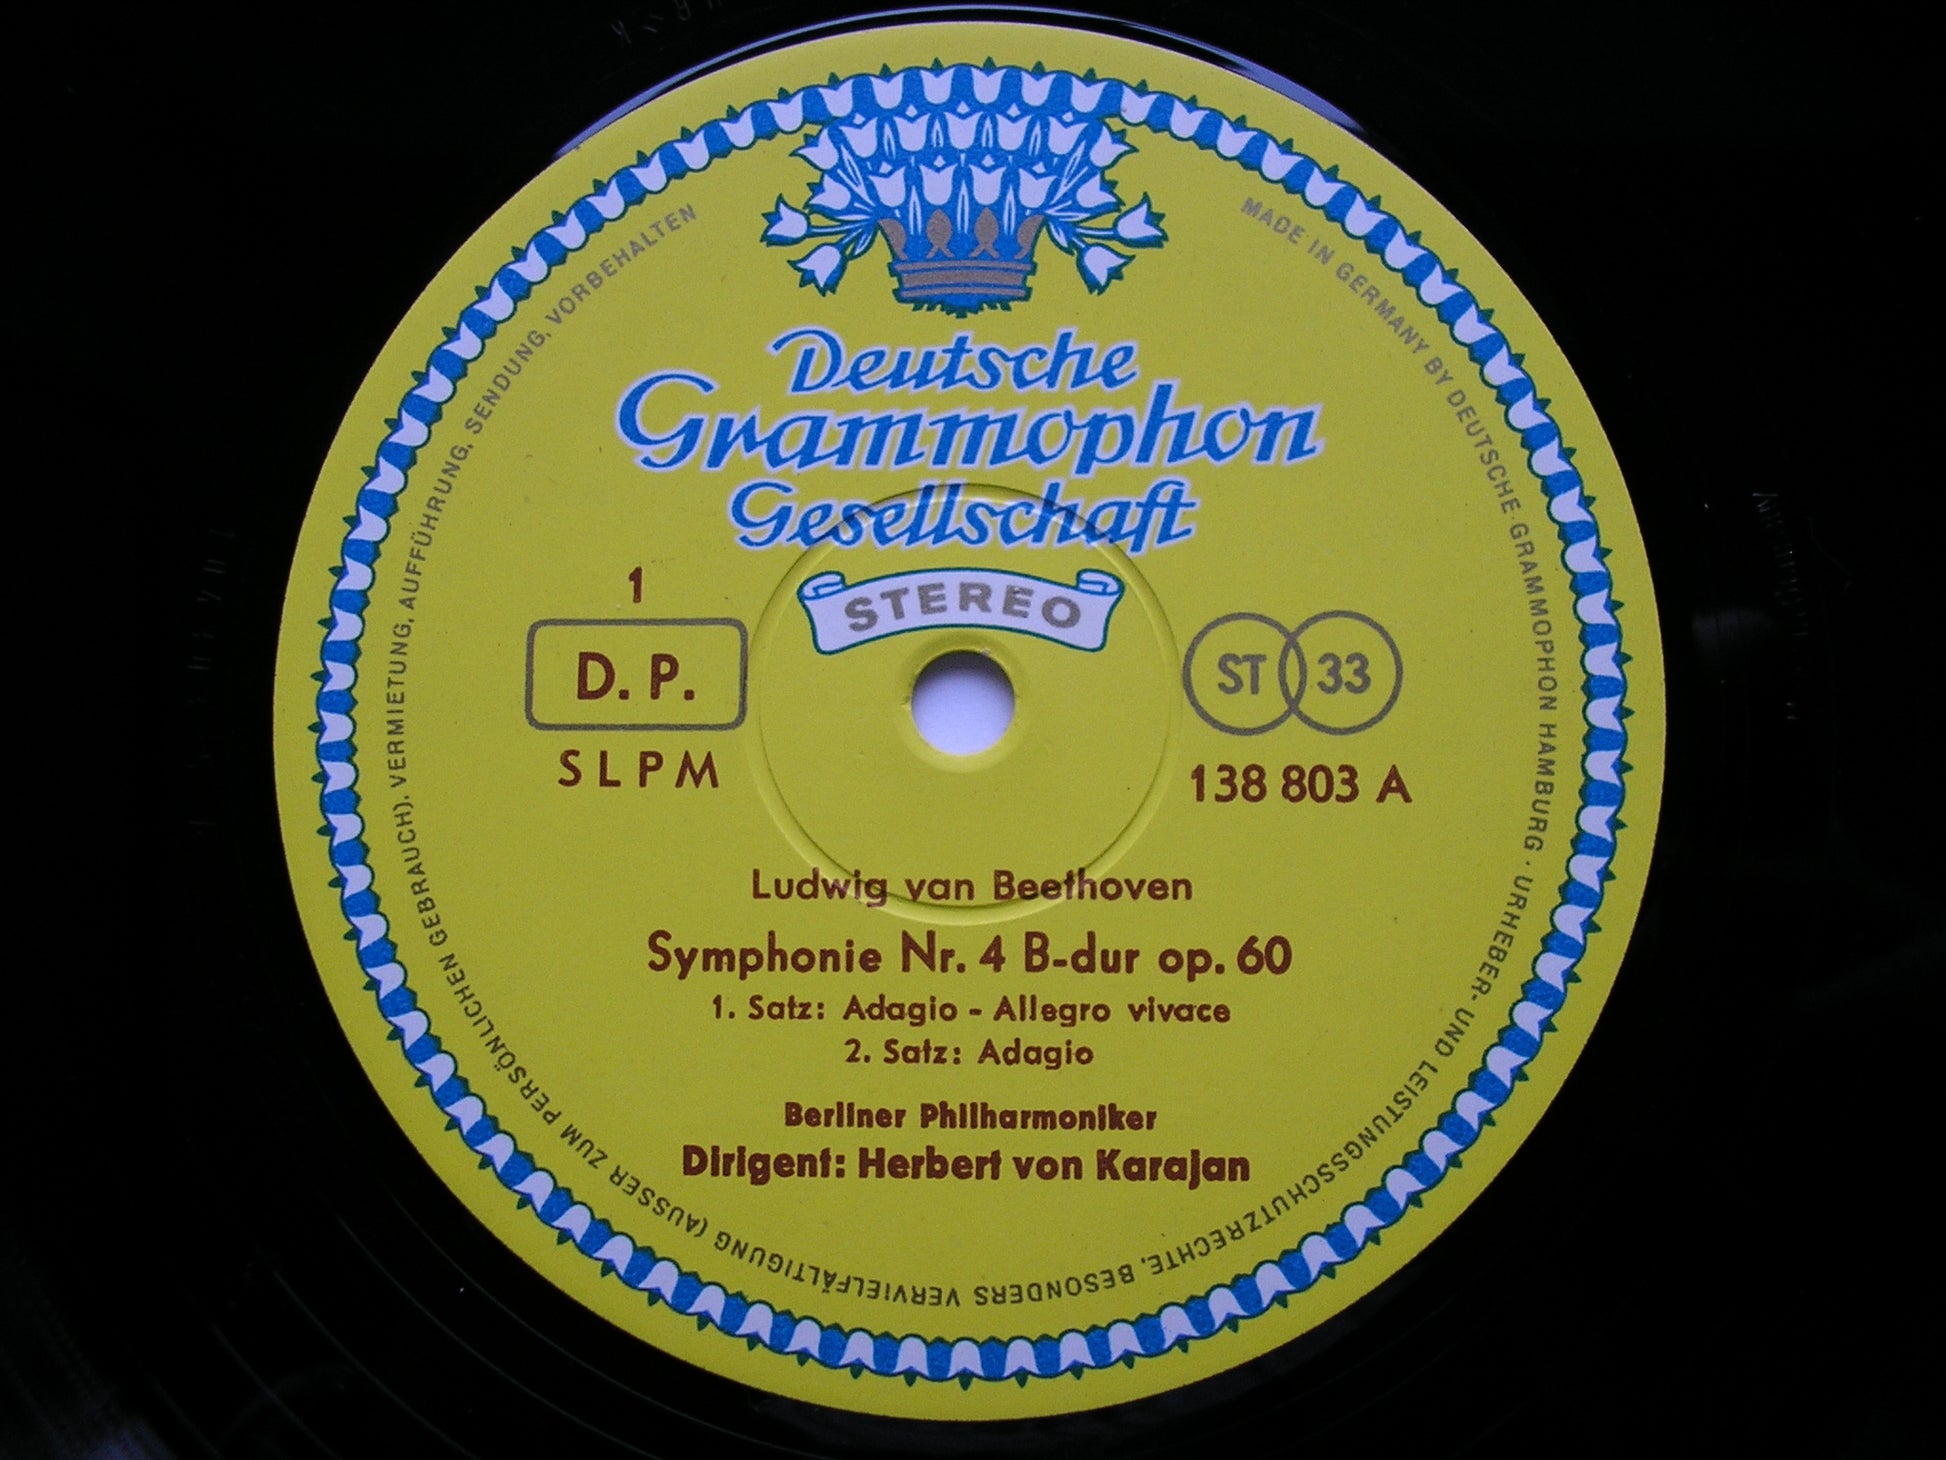 Deutsche
Grammophon
Gesellschaft
STEREO
1
D. P.
SLPM
ST 33
138 803 A
Ludwig van Beethoven
Symphonie Nr. 4 B-dur op. 60
1. Satz: Adagio - Allegro vivace
2. Satz: Adagio
Berliner Philharmoniker
Dirigent: Herbert von Karajan
MADE IN GERMANY BY DEUTSCHE GRAMMOPHON HAMBURG · URHEBER- UND LEISTUNGSSCHUTZRECHTE, BESONDERS VERVIELFÄLTIGUNG (AUSSER ZUM PERSÖNLICHEN GEBRAUCH), VERMIETUNG, AUFFÜHRUNG, SENDUNG, VORBEHALTEN